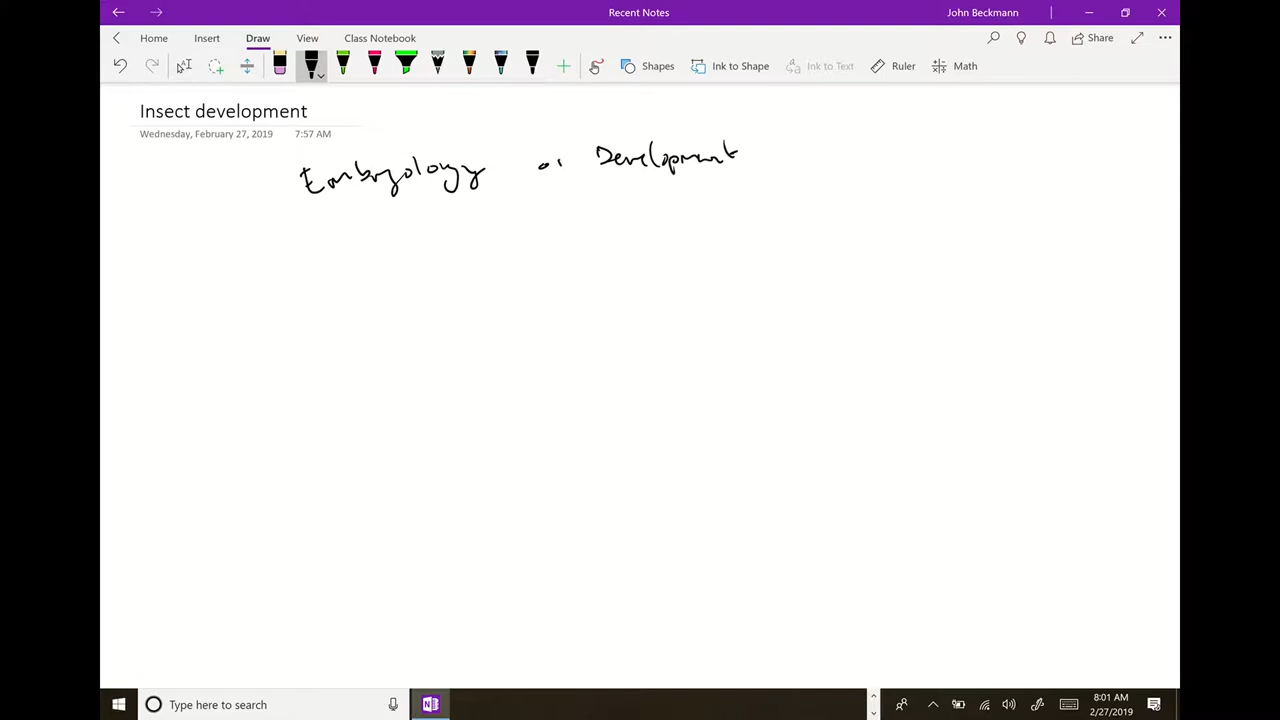 Recent Notes
John Beckmann
Home Insert Draw View Class Notebook
Share
Shapes Ink to Shape Ink to Text Ruler Math
Insect development
Wednesday, February 27, 2019 7:57 AM
Embryology or Development
Type here to search
8:01 AM
2/27/2019